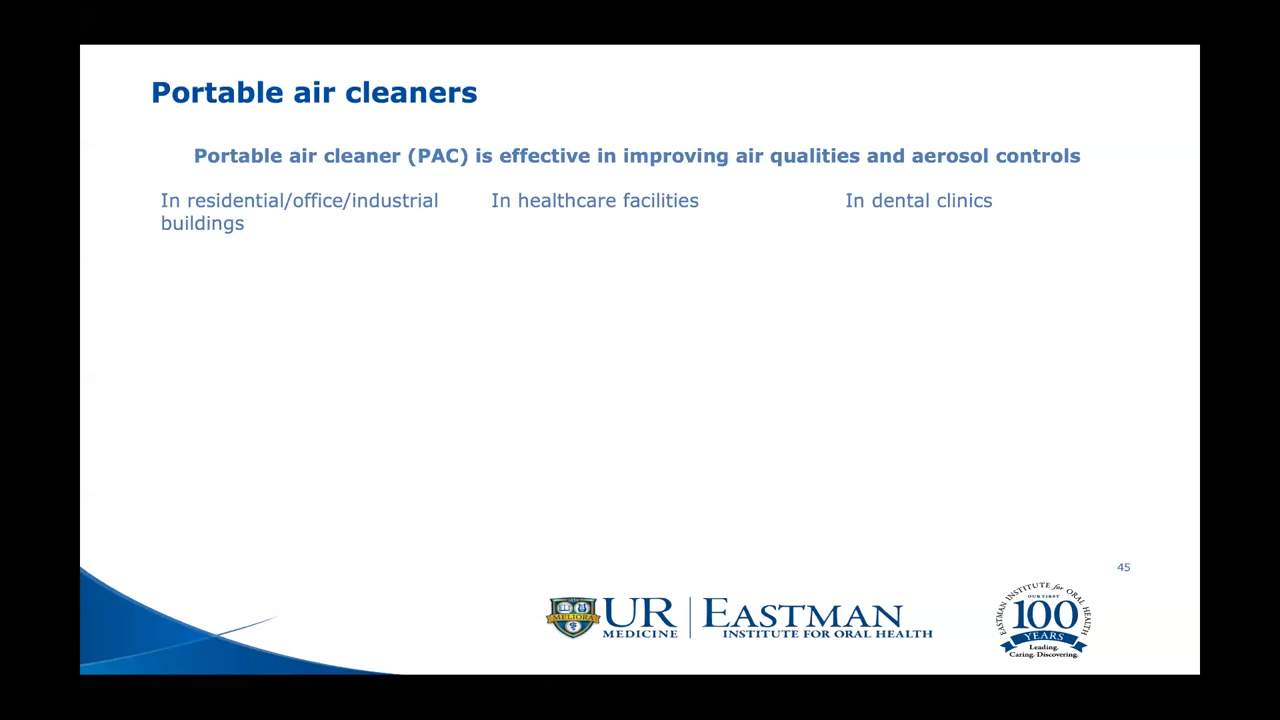 Portable air cleaners
Portable air cleaner (PAC) is effective in improving air qualities and aerosol controls
In residential/office/industrial
buildings
In healthcare facilities
In dental clinics
45
MELIORA
UR
MEDICINE
EASTMAN
INSTITUTE FOR ORAL HEALTH
EASTMAN INSTITUTE for ORAL HEALTH
OUR FIRST
100
YEARS
Leading.
Caring. Discovering.